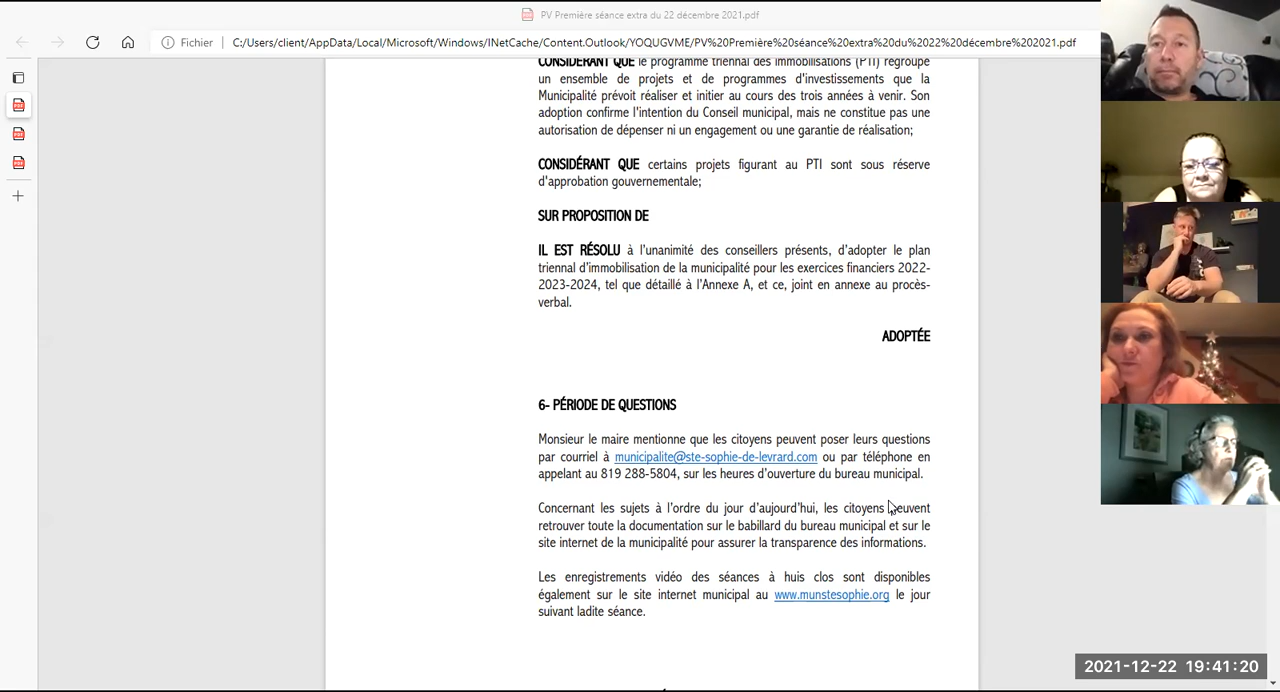 PV Première séance extra du 22 décembre 2021.pdf
Fichier
C:/Users/client/AppData/Local/Microsoft/Windows/INetCache/Content.Outlook/YOQUGVME/PV%20Première%20séance%20extra%20du%2022%20décembre%202021.pdf
CONSIDÉRANT QUE le programme triennal des immobilisations (PTI) regroupe
un ensemble de projets et de programmes d'investissements que la
Municipalité prévoit réaliser et initier au cours des trois années à venir. Son
adoption confirme l'intention du Conseil municipal, mais ne constitue pas une
autorisation de dépenser ni un engagement ou une garantie de réalisation;
CONSIDÉRANT QUE certains projets figurant au PTI sont sous réserve
d'approbation gouvernementale;
SUR PROPOSITION DE
IL EST RÉSOLU à l'unanimité des conseillers présents, d'adopter le plan
triennal d'immobilisation de la municipalité pour les exercices financiers 2022-
2023-2024, tel que détaillé à l'Annexe A, et ce, joint en annexe au procès-
verbal.
ADOPTÉE
6- PÉRIODE DE QUESTIONS
Monsieur le maire mentionne que les citoyens peuvent poser leurs questions
par courriel à municipalite@ste-sophie-de-levrard.com ou par téléphone en
appelant au 819 288-5804, sur les heures d'ouverture du bureau municipal.
Concernant les sujets à l'ordre du jour d'aujourd'hui, les citoyens peuvent
retrouver toute la documentation sur le babillard du bureau municipal et sur le
site internet de la municipalité pour assurer la transparence des informations.
Les enregistrements vidéo des séances à huis clos sont disponibles
également sur le site internet municipal au www.munstesophie.org le jour
suivant ladite séance.
2021-12-22 19:41:20